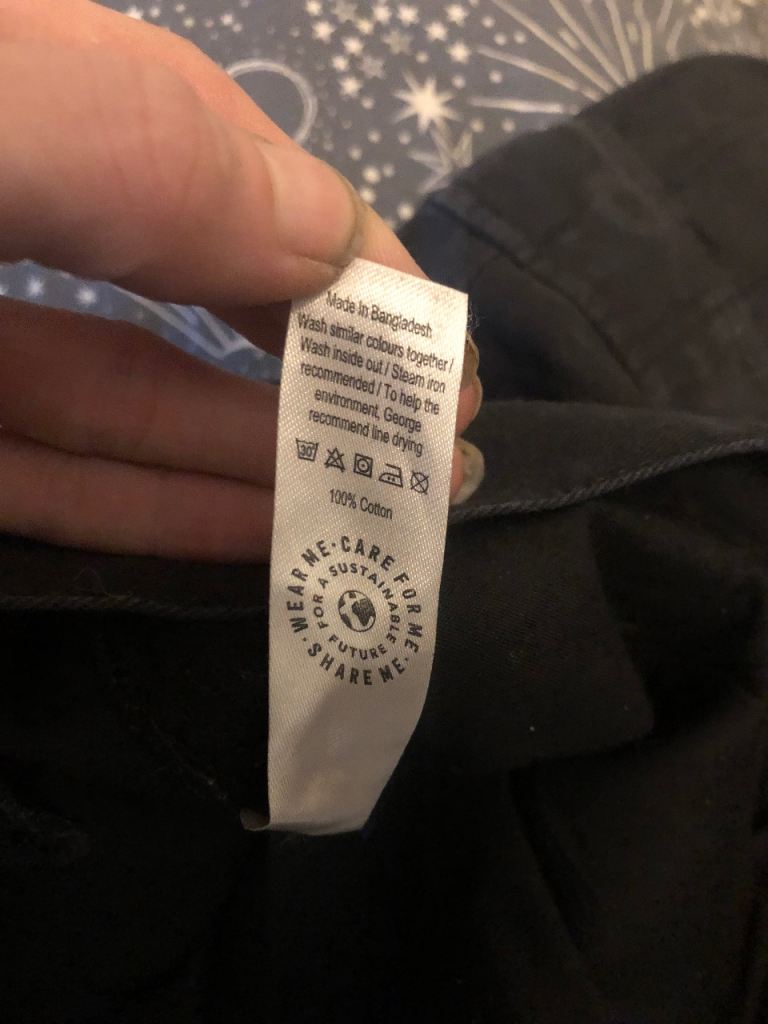 Made In Bangladesh
Wash similar colours together /
Wash inside out / Steam iron
recommended / To help the
environment, George
recommend line drying
30°
100% Cotton
WEAR ME · CARE FOR ME · SHARE ME ·
FOR A SUSTAINABLE FUTURE